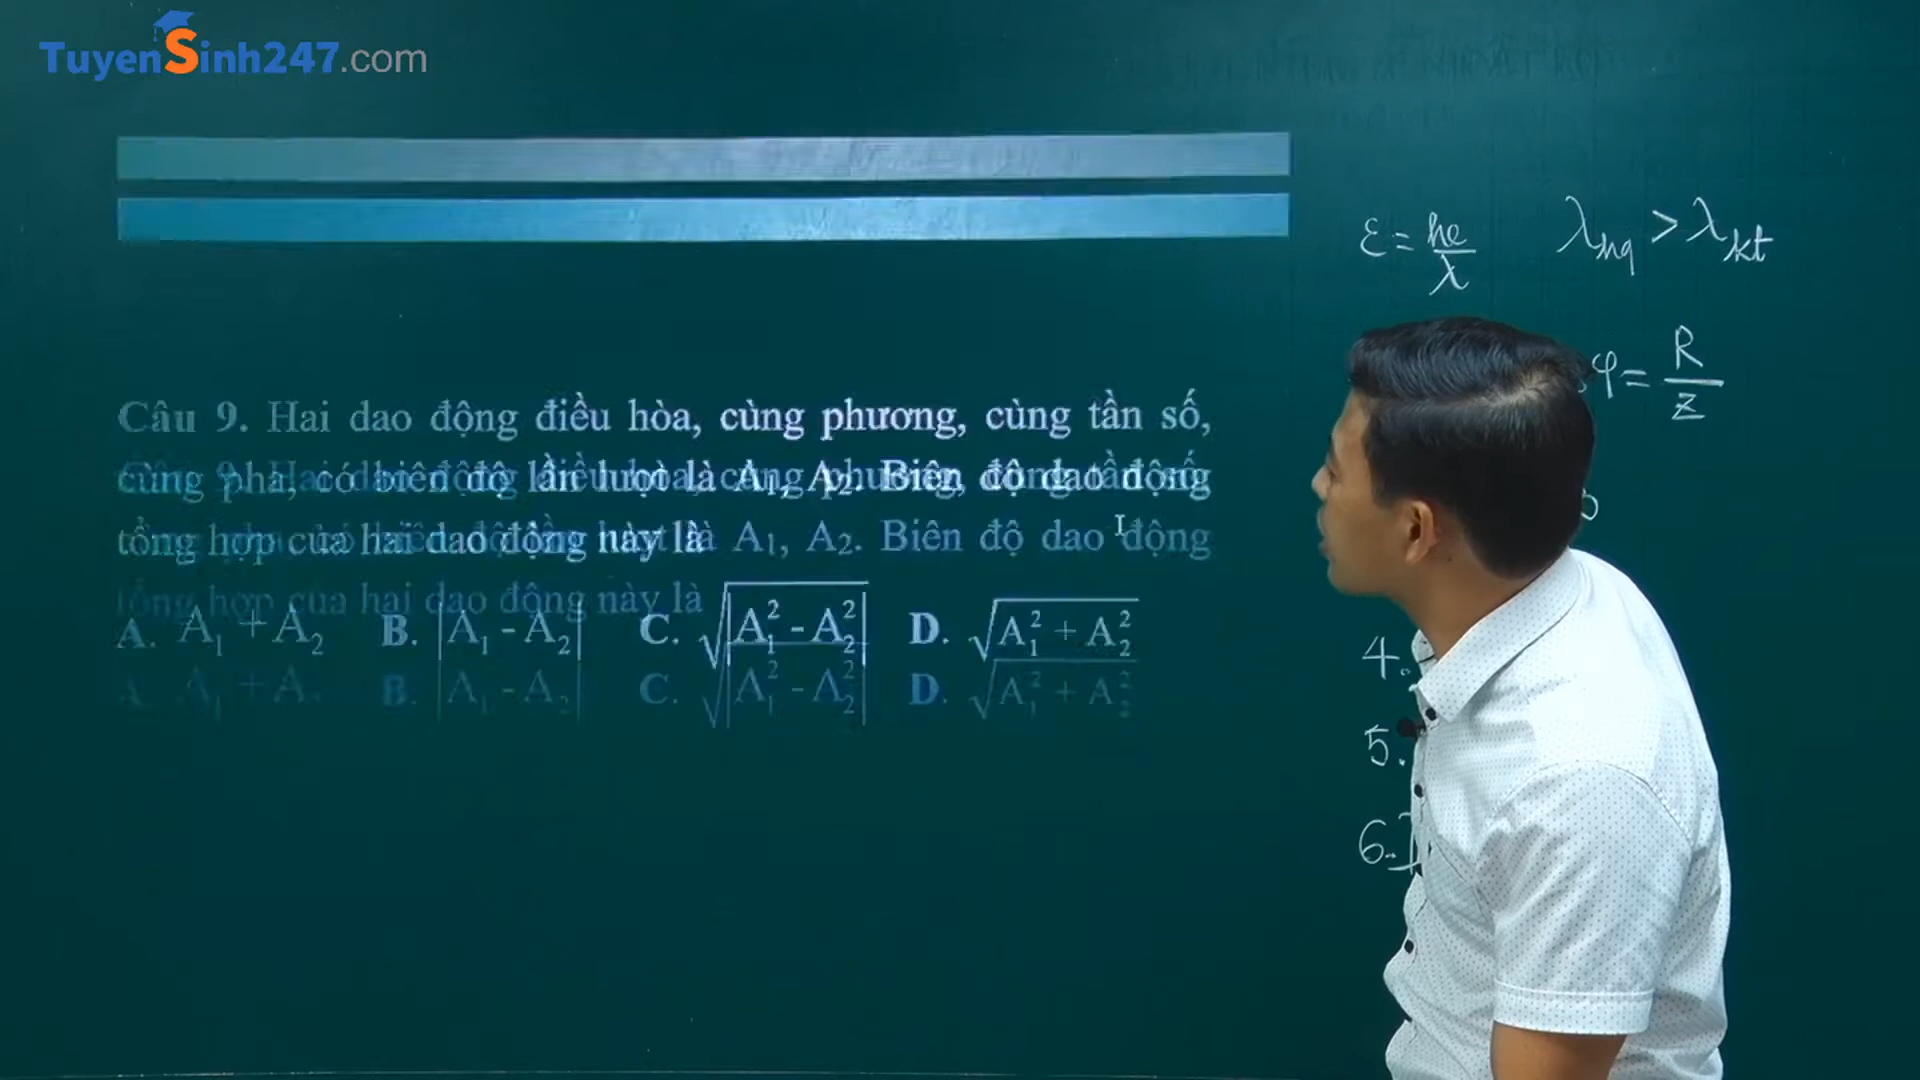 TuyenSinh247.com
ε = hc/λ λhq > λkt
φ = R/Z
Câu 9. Hai dao động điều hòa, cùng phương, cùng tần số,
cùng pha, có biên độ lần lượt là A₁, A₂. Biên độ dao động
tổng hợp của hai dao động này là
A. A₁ + A₂ B. |A₁ - A₂| C. √|A₁² - A₂²| D. √A₁² + A₂²
4.
5.
6.